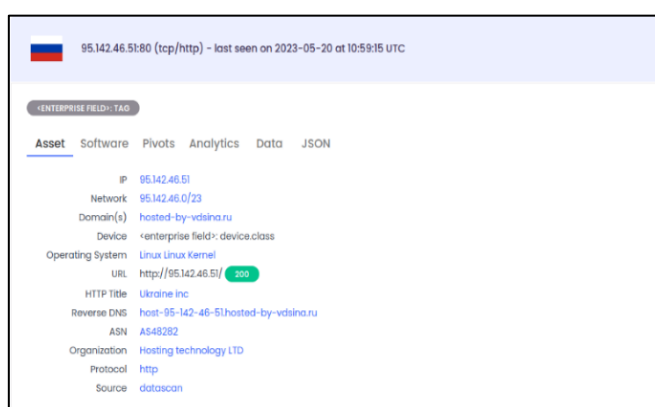 95.142.46.51:80 (tcp/http) - last seen on 2023-05-20 at 10:59:15 UTC
<ENTERPRISE FIELD>: TAG
Asset Software Pivots Analytics Data JSON
IP 95.142.46.51
Network 95.142.46.0/23
Domain(s) hosted-by-vdsina.ru
Device <enterprise field>: device.class
Operating System Linux Linux Kernel
URL http://95.142.46.51/ 200
HTTP Title Ukraine inc
Reverse DNS host-95-142-46-51.hosted-by-vdsina.ru
ASN AS48282
Organization Hosting technology LTD
Protocol http
Source datascan